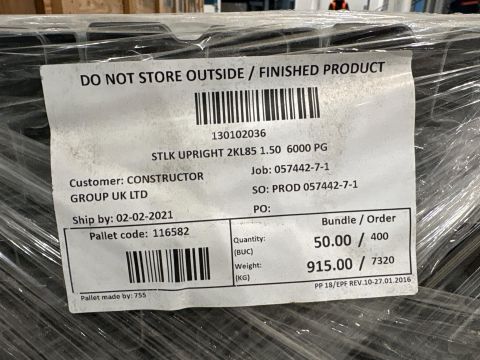 DO NOT STORE OUTSIDE / FINISHED PRODUCT
130102036
STLK UPRIGHT 2KL85 1.50 6000 PG
Customer: CONSTRUCTOR
GROUP UK LTD
Job: 057442-7-1
SO: PROD 057442-7-1
Ship by: 02-02-2021
PO:
Pallet code: 116582
Bundle / Order
Quantity: 50.00 / 400
(BUC)
Weight: 915.00 / 7320
(KG)
Pallet made by: 755
PP 18/EPF REV.10-27.01.2016